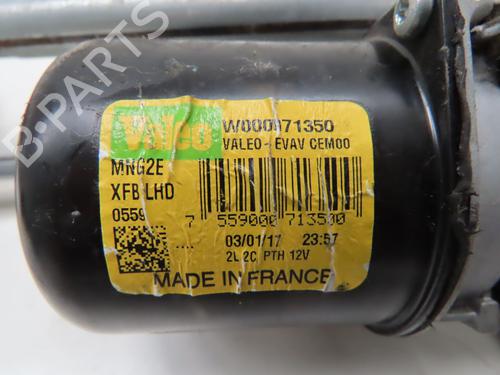 Valeo
W000071350
VALEO - EVAV CEM00
MNG2E
XFB LHD
0559
7 559000 713500
03/01/17 23:57
2L 2C PTH 12V
MADE IN FRANCE